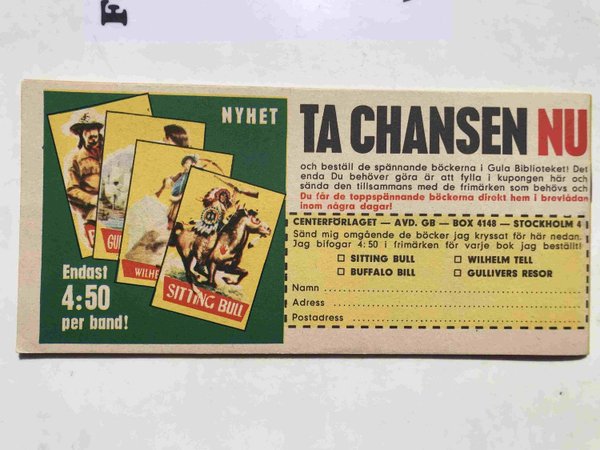 F
NYHET
B
GUL
WILHE
SITTING BULL
Endast
4:50
per band!
TA CHANSEN NU
och beställ de spännande böckerna i Gula Biblioteket! Det
enda Du behöver göra är att fylla i kupongen här och
sända den tillsammans med de frimärken som behövs och
Du får de toppspännande böckerna direkt hem i brevlådan
inom några dagar!
CENTERFÖRLAGET — AVD. GB — BOX 4148 — STOCKHOLM 4
Sänd mig omgående de böcker jag kryssat för här nedan.
Jag bifogar 4:50 i frimärken för varje bok jag beställt!
SITTING BULL WILHELM TELL
BUFFALO BILL GULLIVERS RESOR
Namn
Adress
Postadress